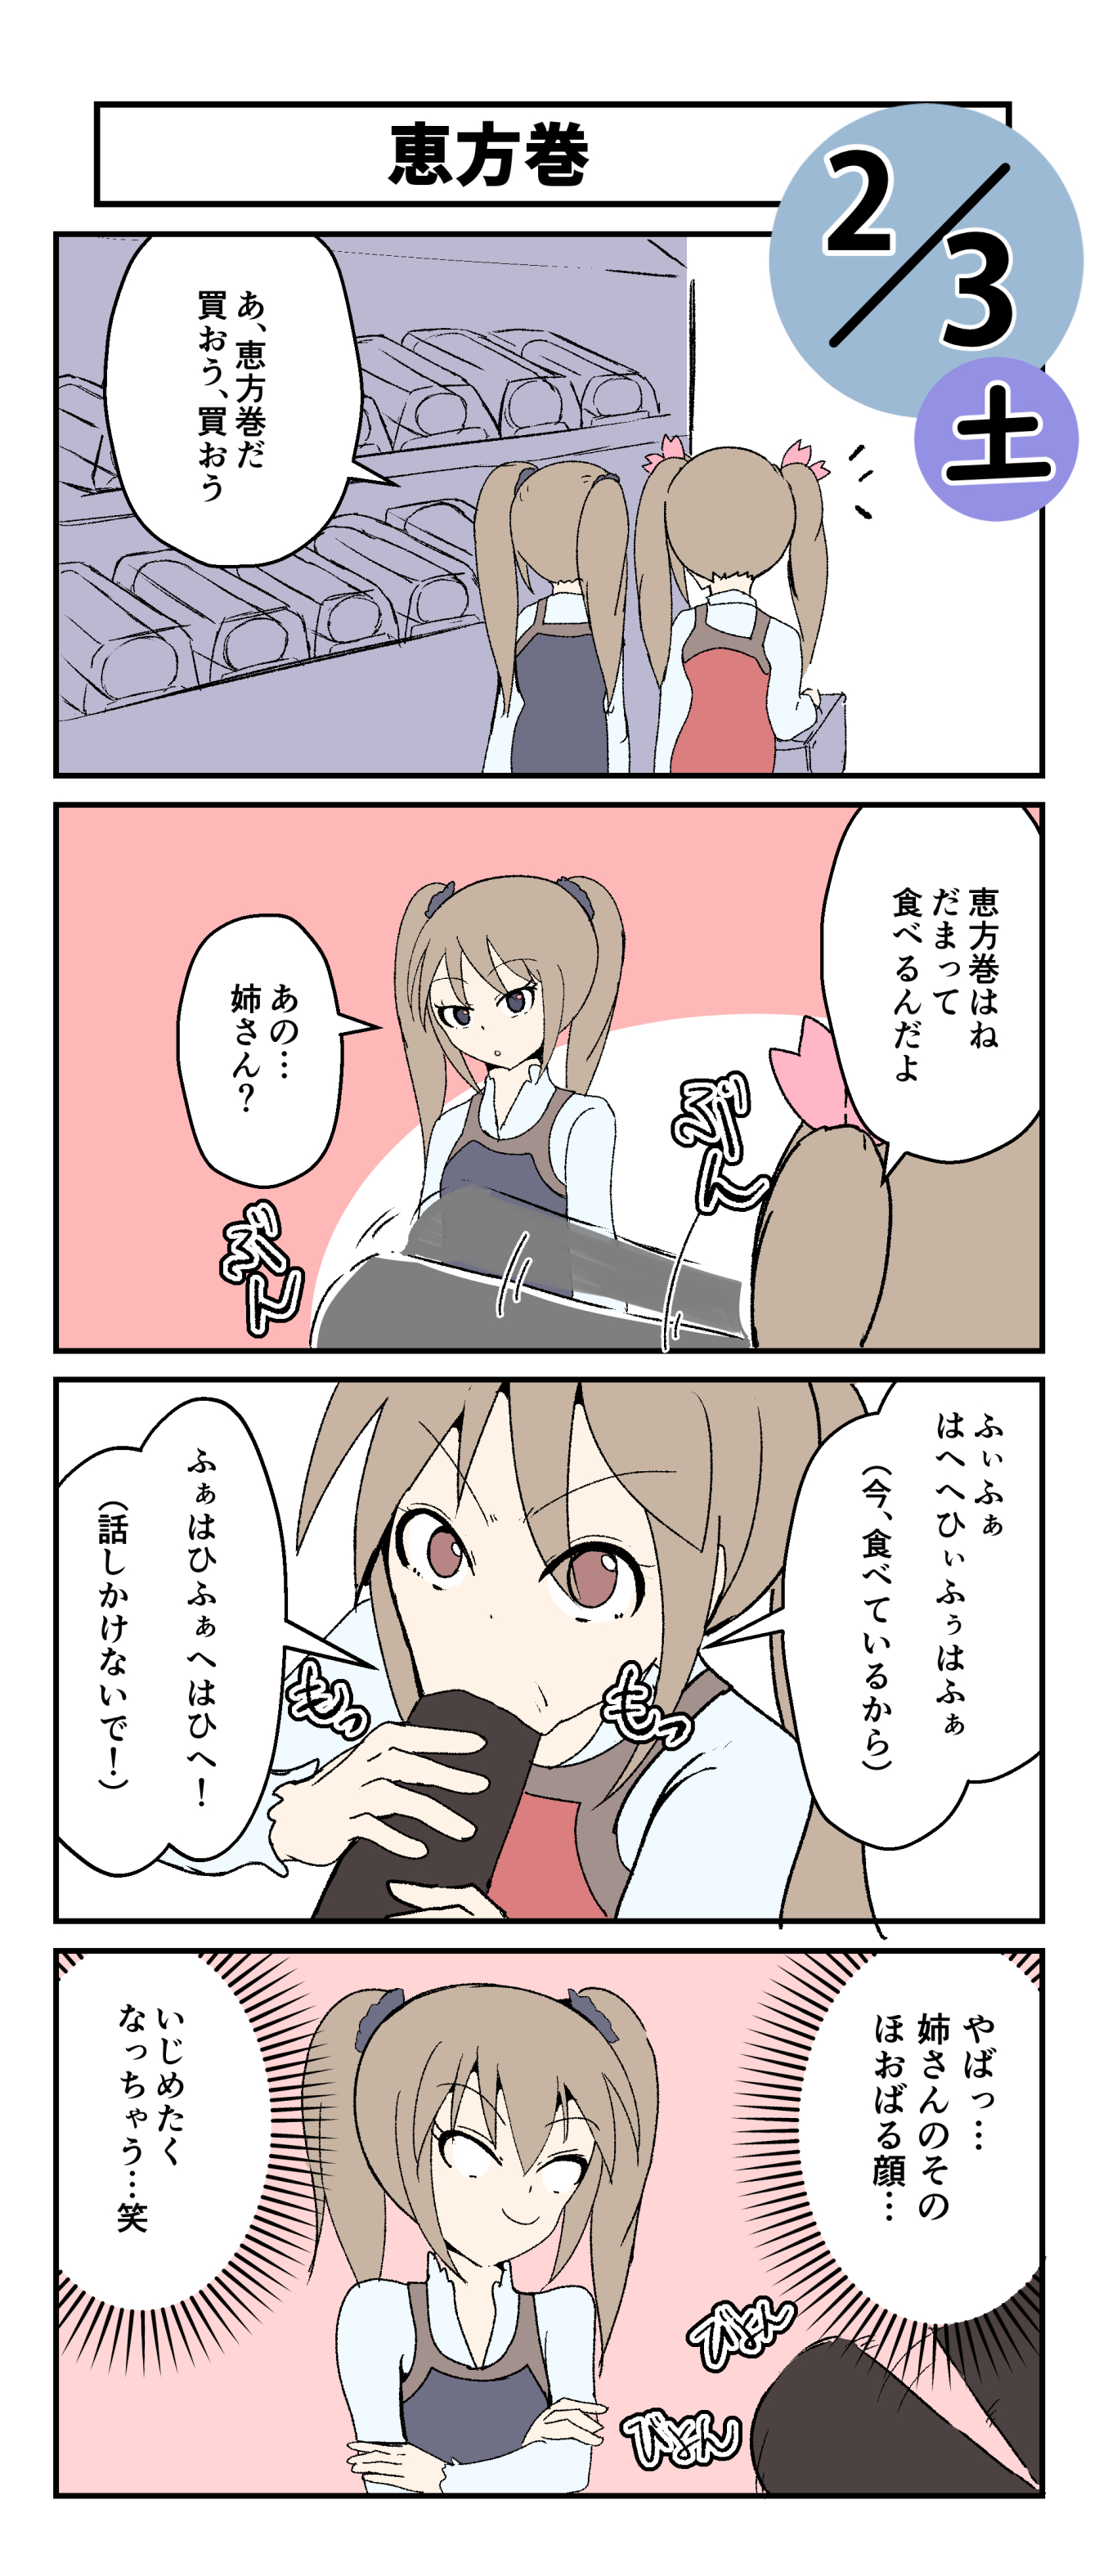 恵方巻
2/3
土
あ、恵方巻だ
買おう、買おう
恵方巻はね
だまって
食べるんだよ
あの…
姉さん?
ぶん
ぶん
ふぃふぁ
はへへひぃふぅはふぁ
(今、食べているから)
ふぁはひふぁへはひへ!
(話しかけないで!)
もっ
もっ
やばっ…
姉さんのその
ほおばる顔…
いじめたく
なっちゃう…笑
びよん
びよん